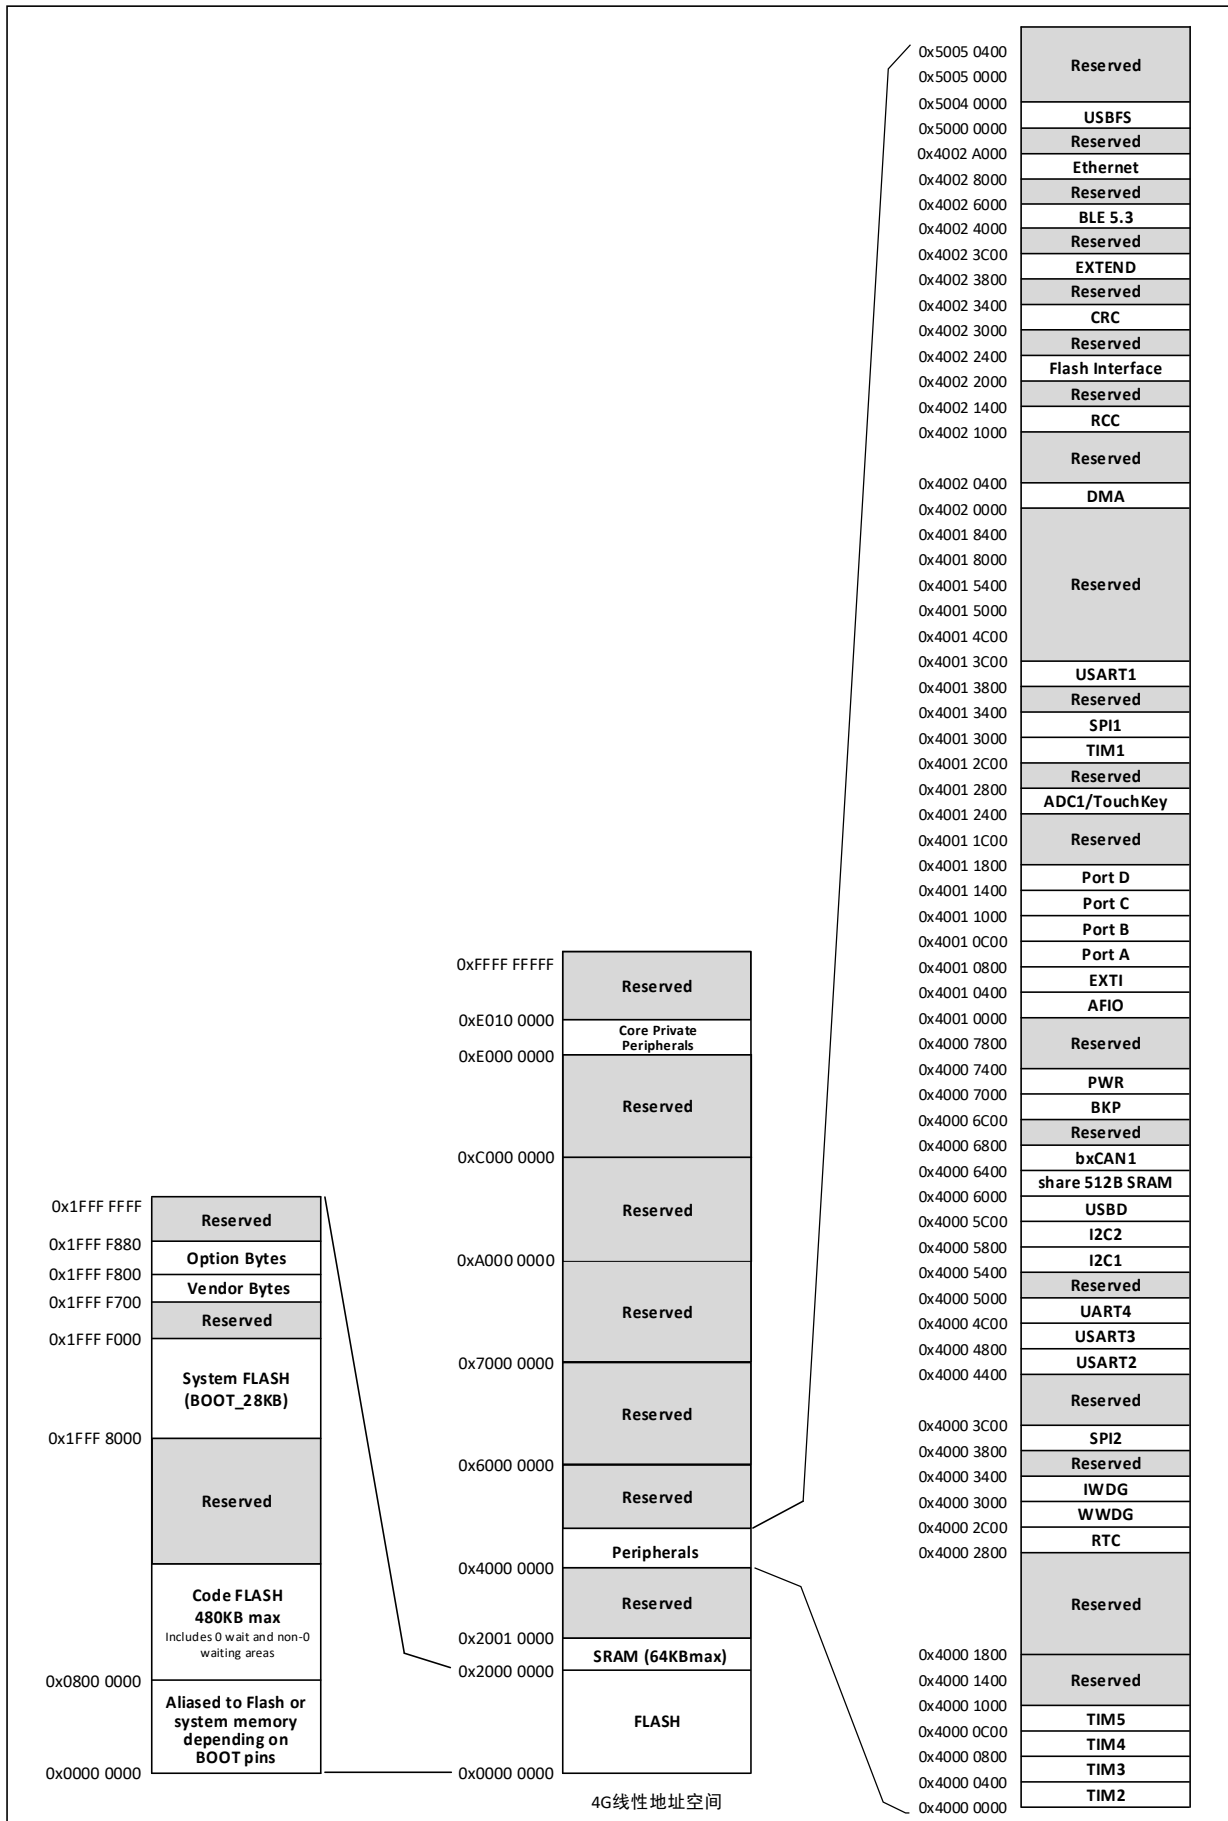 0x1FFF FFFF
Reserved
0x1FFF F880
Option Bytes
0x1FFF F800
Vendor Bytes
0x1FFF F700
Reserved
0x1FFF F000
System FLASH
(BOOT_28KB)
0x1FFF 8000
Reserved
Code FLASH
480KB max
Includes 0 wait and non-0
waiting areas
0x0800 0000
Aliased to Flash or
system memory
depending on
BOOT pins
0x0000 0000
0xFFFF FFFFF
Reserved
0xE010 0000
Core Private
Peripherals
0xE000 0000
Reserved
0xC000 0000
Reserved
0xA000 0000
Reserved
0x7000 0000
Reserved
0x6000 0000
Reserved
Peripherals
0x4000 0000
Reserved
0x2001 0000
SRAM (64KBmax)
0x2000 0000
FLASH
0x0000 0000
4G线性地址空间
0x5005 0400
Reserved
0x5005 0000
0x5004 0000
USBFS
0x5000 0000
Reserved
0x4002 A000
Ethernet
0x4002 8000
Reserved
0x4002 6000
BLE 5.3
0x4002 4000
Reserved
0x4002 3C00
EXTEND
0x4002 3800
Reserved
0x4002 3400
CRC
0x4002 3000
Reserved
0x4002 2400
Flash Interface
0x4002 2000
Reserved
0x4002 1400
RCC
0x4002 1000
Reserved
0x4002 0400
DMA
0x4002 0000
0x4001 8400
0x4001 8000
Reserved
0x4001 5400
0x4001 5000
0x4001 4C00
0x4001 3C00
USART1
0x4001 3800
Reserved
0x4001 3400
SPI1
0x4001 3000
TIM1
0x4001 2C00
Reserved
0x4001 2800
ADC1/TouchKey
0x4001 2400
Reserved
0x4001 1C00
0x4001 1800
Port D
0x4001 1400
Port C
0x4001 1000
Port B
0x4001 0C00
Port A
0x4001 0800
EXTI
0x4001 0400
AFIO
0x4001 0000
Reserved
0x4000 7800
0x4000 7400
PWR
0x4000 7000
BKP
0x4000 6C00
Reserved
0x4000 6800
bxCAN1
0x4000 6400
share 512B SRAM
0x4000 6000
USBD
0x4000 5C00
I2C2
0x4000 5800
I2C1
0x4000 5400
Reserved
0x4000 5000
UART4
0x4000 4C00
USART3
0x4000 4800
USART2
0x4000 4400
Reserved
0x4000 3C00
SPI2
0x4000 3800
Reserved
0x4000 3400
IWDG
0x4000 3000
WWDG
0x4000 2C00
RTC
0x4000 2800
Reserved
0x4000 1800
Reserved
0x4000 1400
0x4000 1000
TIM5
0x4000 0C00
TIM4
0x4000 0800
TIM3
0x4000 0400
TIM2
0x4000 0000